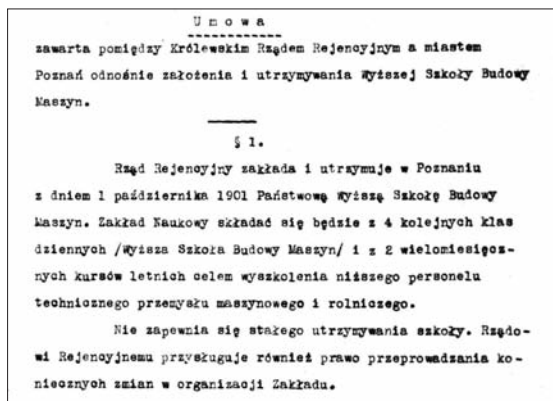 Umowa
zawarta pomiędzy Królewskim Rządem Rejencyjnym a miastem
Poznań odnośnie założenia i utrzymywania Wyższej Szkoły Budowy
Maszyn.
§ 1.
Rząd Rejencyjny zakłada i utrzymuje w Poznaniu
z dniem 1 października 1901 Państwową Wyższą Szkołę Budowy
Maszyn. Zakład Naukowy składać się będzie z 4 kolejnych klas
dziennych /Wyższa Szkoła Budowy Maszyn/ i z 2 wielomiesięcz-
nych kursów letnich celem wyszkolenia niższego personelu
technicznego przemysłu maszynowego i rolniczego.
Nie zapewnia się stałego utrzymywania szkoły. Rządo-
wi Rejencyjnemu przysługuje również prawo przeprowadzania ko-
niecznych zmian w organizacji Zakładu.